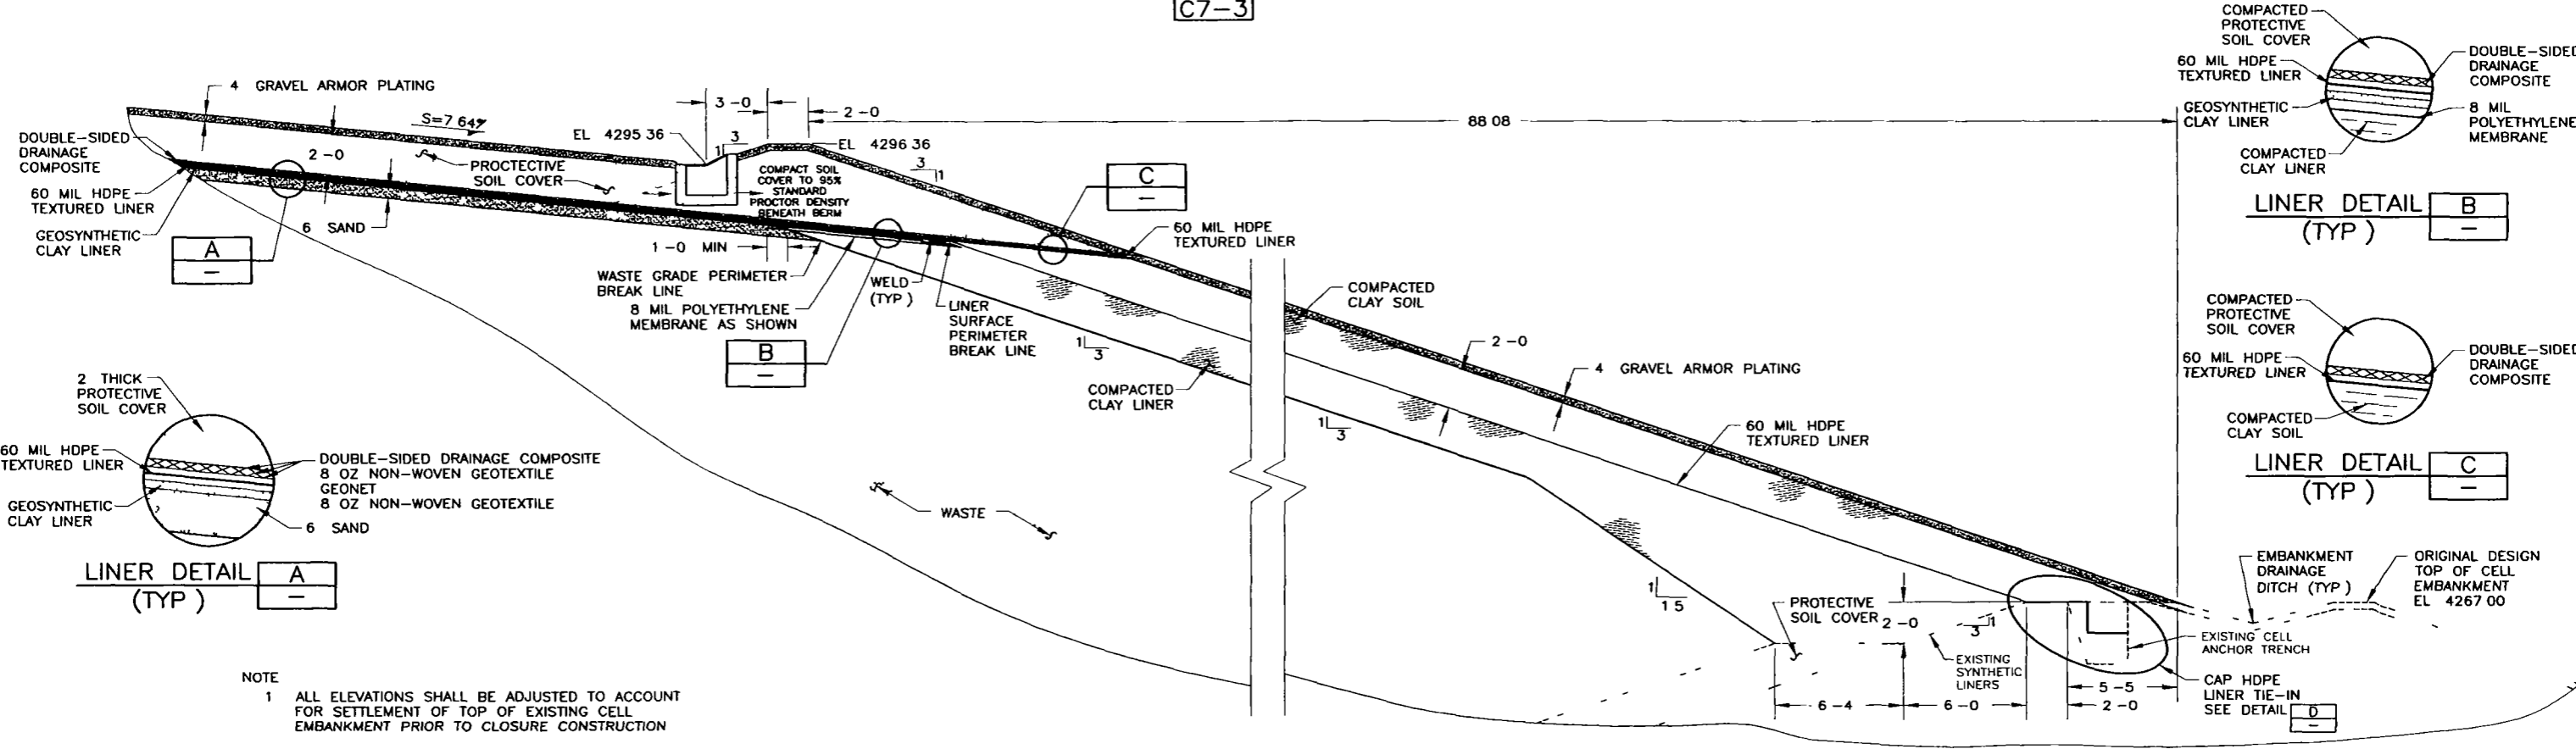 C7-3
4 GRAVEL ARMOR PLATING
S=7 64%
DOUBLE-SIDED
DRAINAGE
COMPOSITE
2-0
PROCTECTIVE
SOIL COVER
60 MIL HDPE
TEXTURED LINER
GEOSYNTHETIC
CLAY LINER
6 SAND
A
-
EL 4295 36
3-0
2-0
3
1
EL 4296 36
COMPACT SOIL
COVER TO 95%
STANDARD
PROCTOR DENSITY
BENEATH BERM
3
1
88 08
C
-
60 MIL HDPE
TEXTURED LINER
1-0 MIN
WASTE GRADE PERIMETER
BREAK LINE
8 MIL POLYETHYLENE
MEMBRANE AS SHOWN
WELD
(TYP )
LINER
SURFACE
PERIMETER
BREAK LINE
B
-
1
3
COMPACTED
CLAY LINER
COMPACTED
CLAY SOIL
2-0
4 GRAVEL ARMOR PLATING
1
3
60 MIL HDPE
TEXTURED LINER
WASTE
1
1 5
PROTECTIVE
SOIL COVER
2-0
3
1
EXISTING
SYNTHETIC
LINERS
6-4
6-0
5-5
2-0
EMBANKMENT
DRAINAGE
DITCH (TYP )
ORIGINAL DESIGN
TOP OF CELL
EMBANKMENT
EL 4267 00
EXISTING CELL
ANCHOR TRENCH
CAP HDPE
LINER TIE-IN
SEE DETAIL
D
-
2 THICK
PROTECTIVE
SOIL COVER
60 MIL HDPE
TEXTURED LINER
GEOSYNTHETIC
CLAY LINER
DOUBLE-SIDED DRAINAGE COMPOSITE
8 OZ NON-WOVEN GEOTEXTILE
GEONET
8 OZ NON-WOVEN GEOTEXTILE
6 SAND
LINER DETAIL A
(TYP ) -
COMPACTED
PROTECTIVE
SOIL COVER
60 MIL HDPE
TEXTURED LINER
GEOSYNTHETIC
CLAY LINER
COMPACTED
CLAY LINER
DOUBLE-SIDED
DRAINAGE
COMPOSITE
8 MIL
POLYETHYLENE
MEMBRANE
LINER DETAIL B
(TYP ) -
COMPACTED
PROTECTIVE
SOIL COVER
60 MIL HDPE
TEXTURED LINER
COMPACTED
CLAY SOIL
DOUBLE-SIDED
DRAINAGE
COMPOSITE
LINER DETAIL C
(TYP ) -
NOTE
1 ALL ELEVATIONS SHALL BE ADJUSTED TO ACCOUNT
FOR SETTLEMENT OF TOP OF EXISTING CELL
EMBANKMENT PRIOR TO CLOSURE CONSTRUCTION